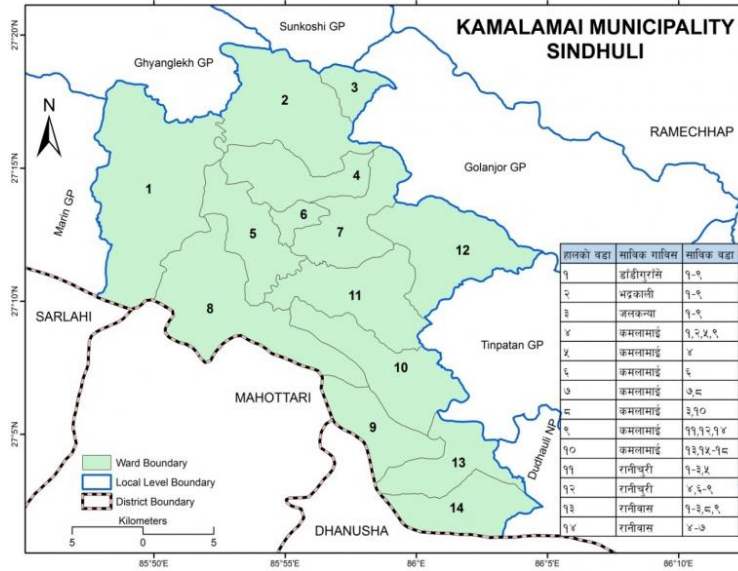 KAMALAMAI MUNICIPALITY
SINDHULI
Sunkoshi GP
Ghyanglekh GP
RAMECHHAP
Golanjor GP
Marin GP
SARLAHI
MAHOTTARI
DHANUSHA
Tinpatan GP
Dudhauli NP
N
1
2
3
4
5
6
7
8
9
10
11
12
13
14
27°20'N
27°15'N
27°10'N
27°5'N
85°50'E
85°55'E
86°E
86°5'E
86°10'E
Ward Boundary
Local Level Boundary
District Boundary
Kilometers
5 0 5
हालको वडा साविक गाविस साविक वडा
१ डाँडीगुराँसे १-९
२ भद्रकाली १-९
३ जलकन्या १-९
४ कमलामाई १,२,५,९
५ कमलामाई ४
६ कमलामाई ६
७ कमलामाई ७,८
८ कमलामाई ३,१०
९ कमलामाई ११,१२,१४
१० कमलामाई १३,१५-१८
११ रानीचुरी १-३,५
१२ रानीचुरी ४,६-९
१३ रानीवास १-३,८,९
१४ रानीवास ४-७